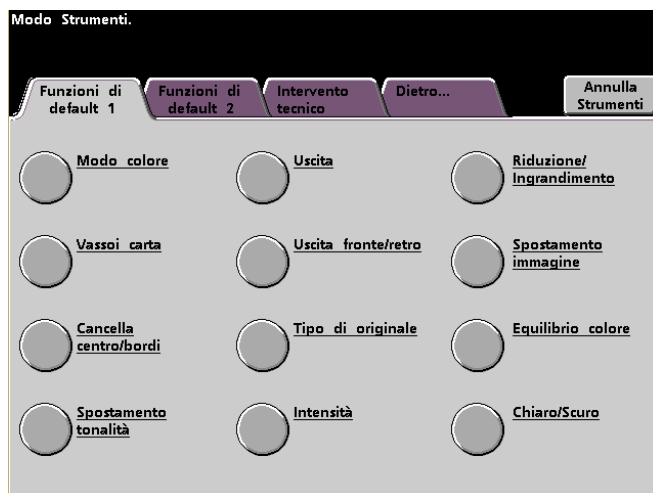 Modo Strumenti.
Funzioni di
default 1
Funzioni di
default 2
Intervento
tecnico
Dietro...
Annulla
Strumenti
Modo colore
Uscita
Riduzione/
Ingrandimento
Vassoi carta
Uscita fronte/retro
Spostamento
immagine
Cancella
centro/bordi
Tipo di originale
Equilibrio colore
Spostamento
tonalità
Intensità
Chiaro/Scuro